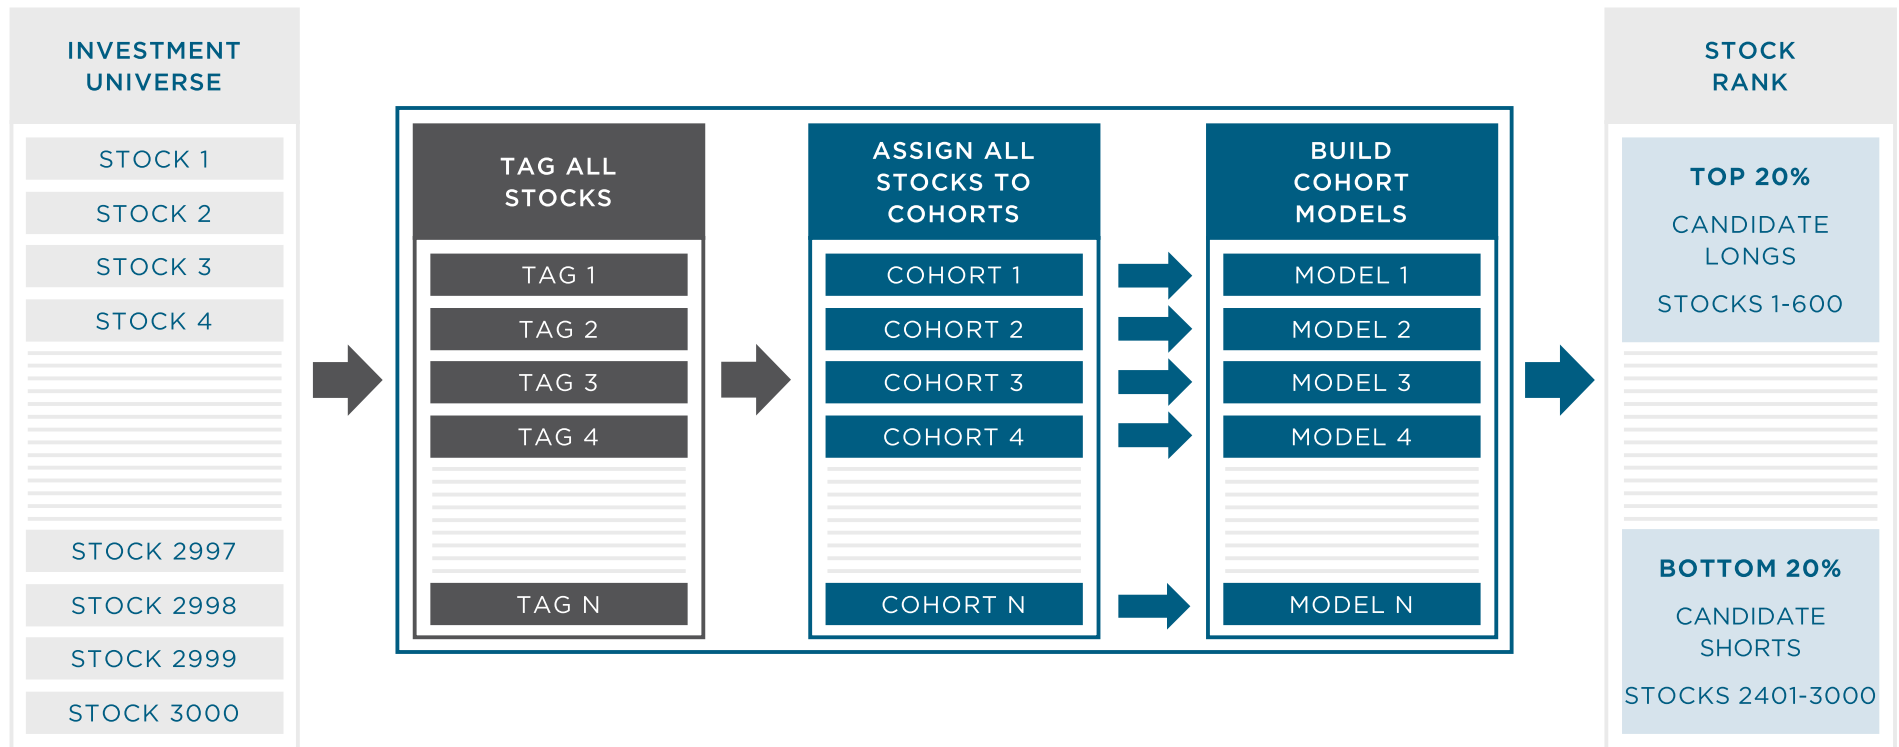 INVESTMENT
UNIVERSE
STOCK 1
STOCK 2
STOCK 3
STOCK 4
STOCK 2997
STOCK 2998
STOCK 2999
STOCK 3000
TAG ALL
STOCKS
TAG 1
TAG 2
TAG 3
TAG 4
TAG N
ASSIGN ALL
STOCKS TO
COHORTS
COHORT 1
COHORT 2
COHORT 3
COHORT 4
COHORT N
BUILD
COHORT
MODELS
MODEL 1
MODEL 2
MODEL 3
MODEL 4
MODEL N
STOCK
RANK
TOP 20%
CANDIDATE
LONGS
STOCKS 1-600
BOTTOM 20%
CANDIDATE
SHORTS
STOCKS 2401-3000